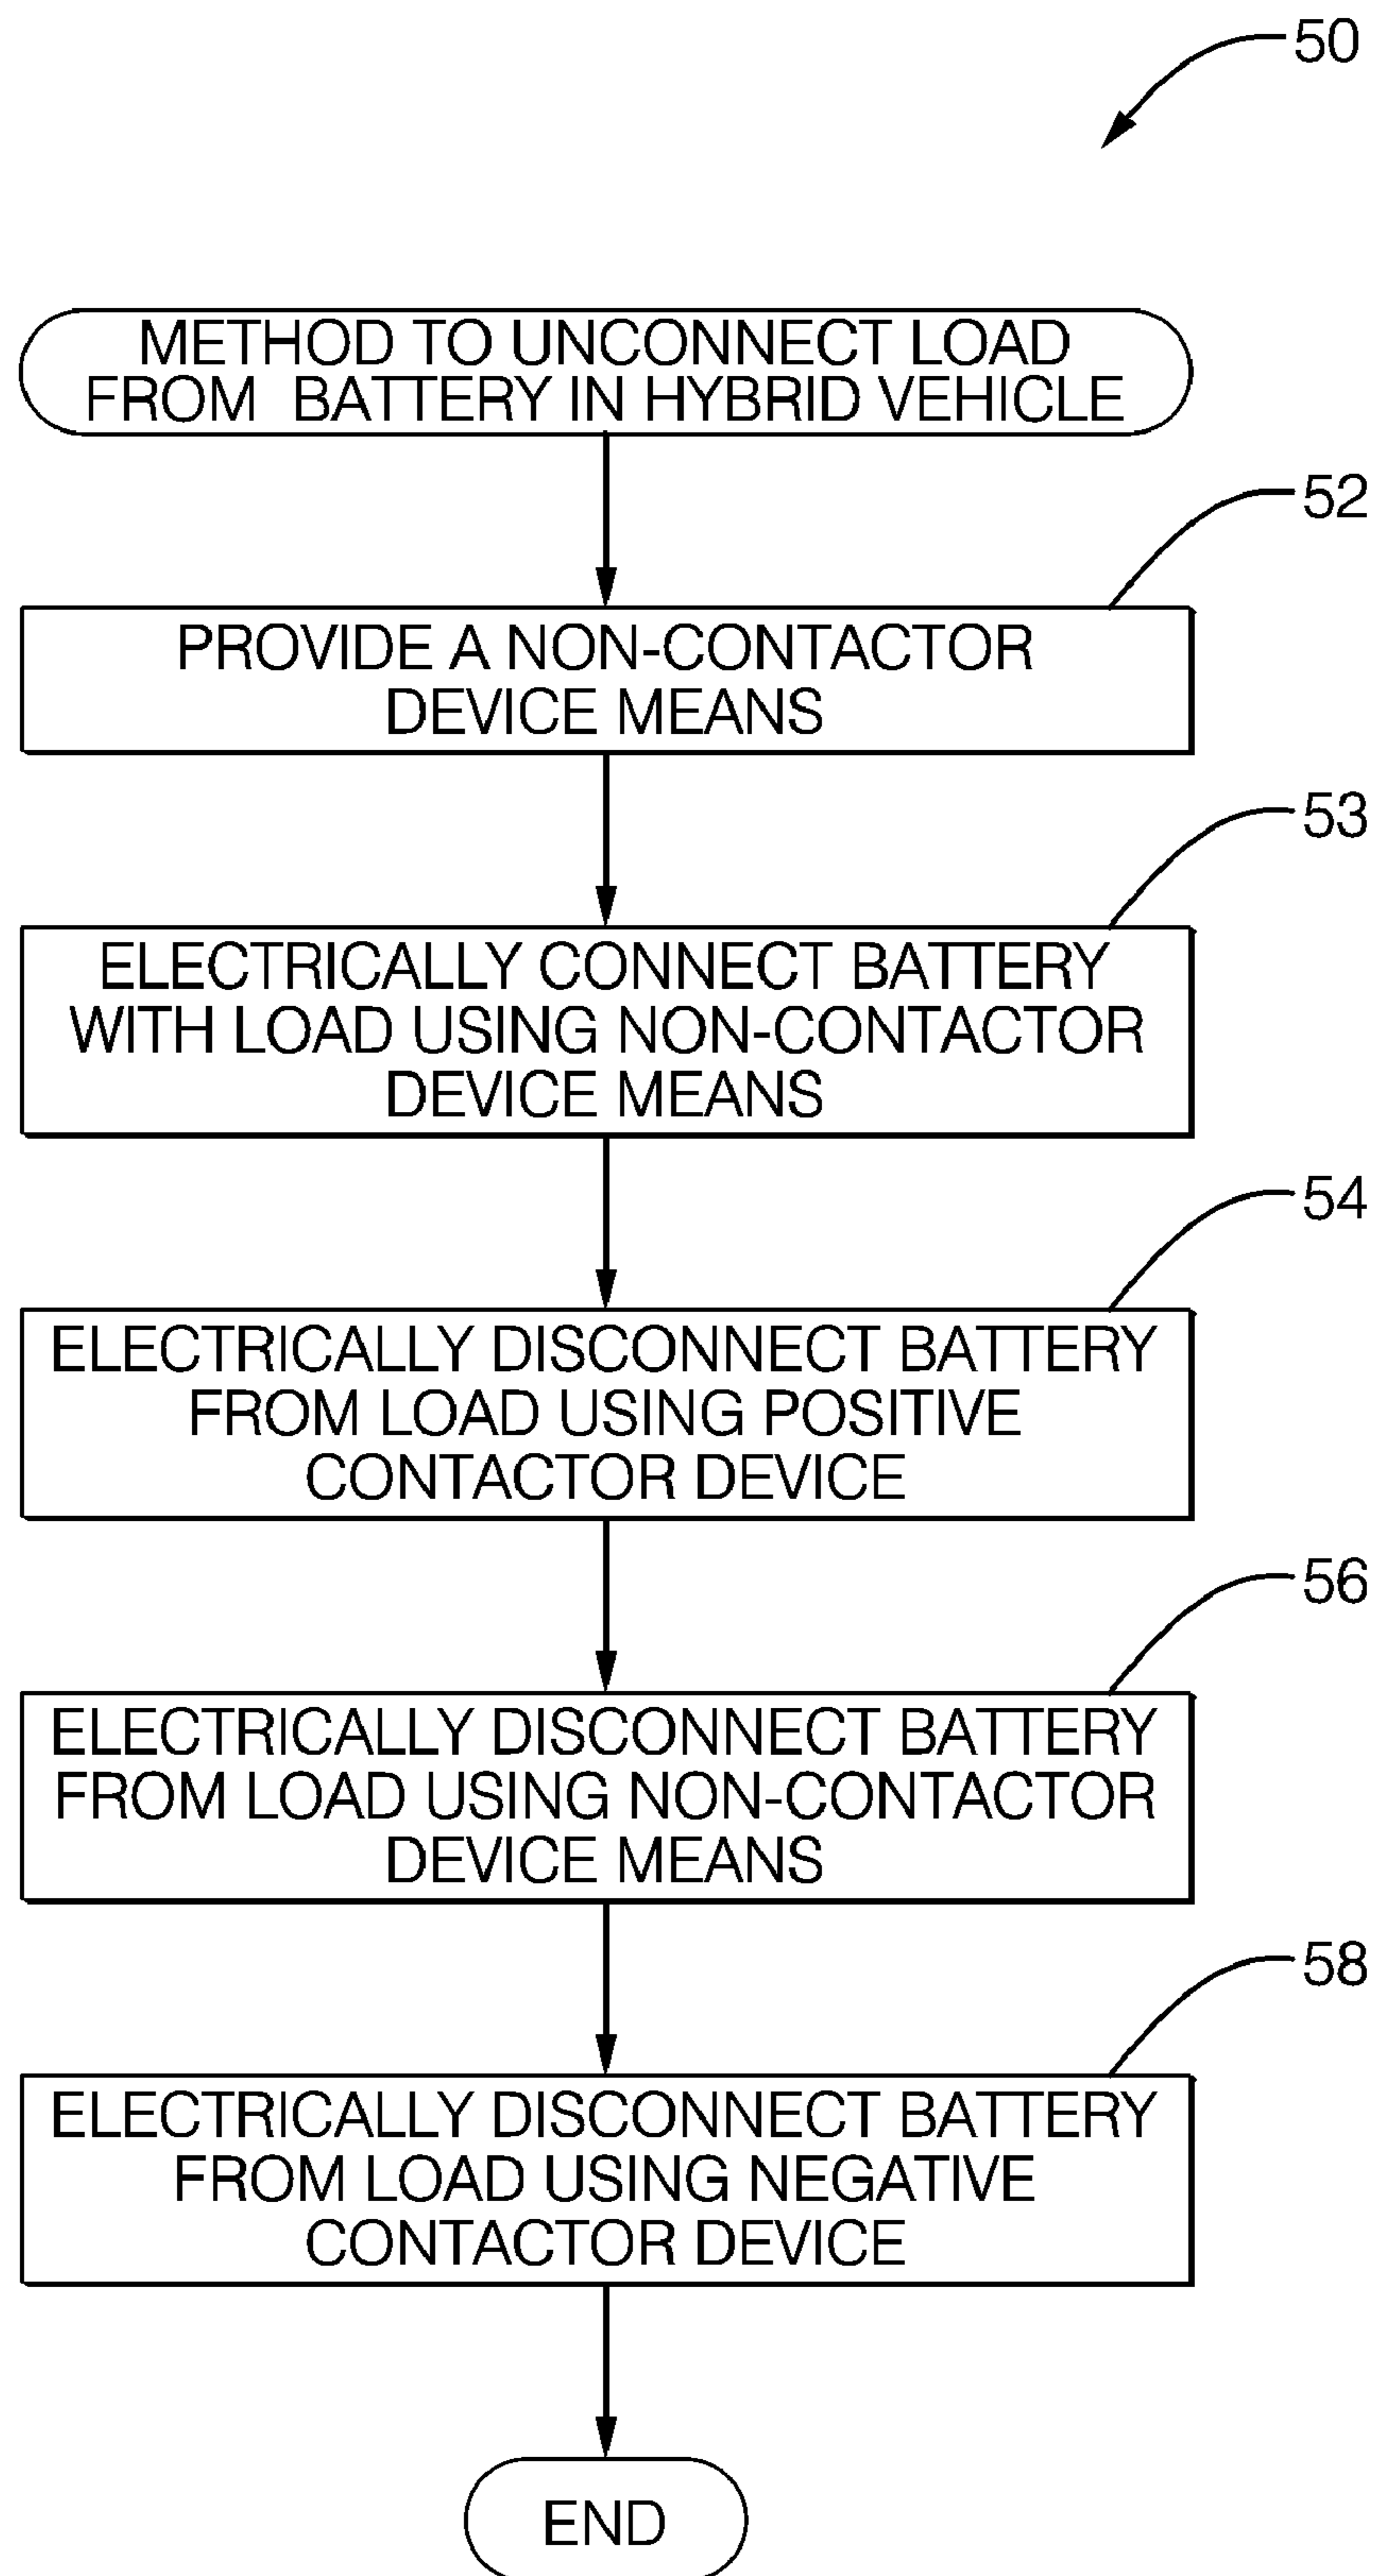 50
METHOD TO UNCONNECT LOAD
FROM BATTERY IN HYBRID VEHICLE
52
PROVIDE A NON-CONTACTOR
DEVICE MEANS
53
ELECTRICALLY CONNECT BATTERY
WITH LOAD USING NON-CONTACTOR
DEVICE MEANS
54
ELECTRICALLY DISCONNECT BATTERY
FROM LOAD USING POSITIVE
CONTACTOR DEVICE
56
ELECTRICALLY DISCONNECT BATTERY
FROM LOAD USING NON-CONTACTOR
DEVICE MEANS
58
ELECTRICALLY DISCONNECT BATTERY
FROM LOAD USING NEGATIVE
CONTACTOR DEVICE
END